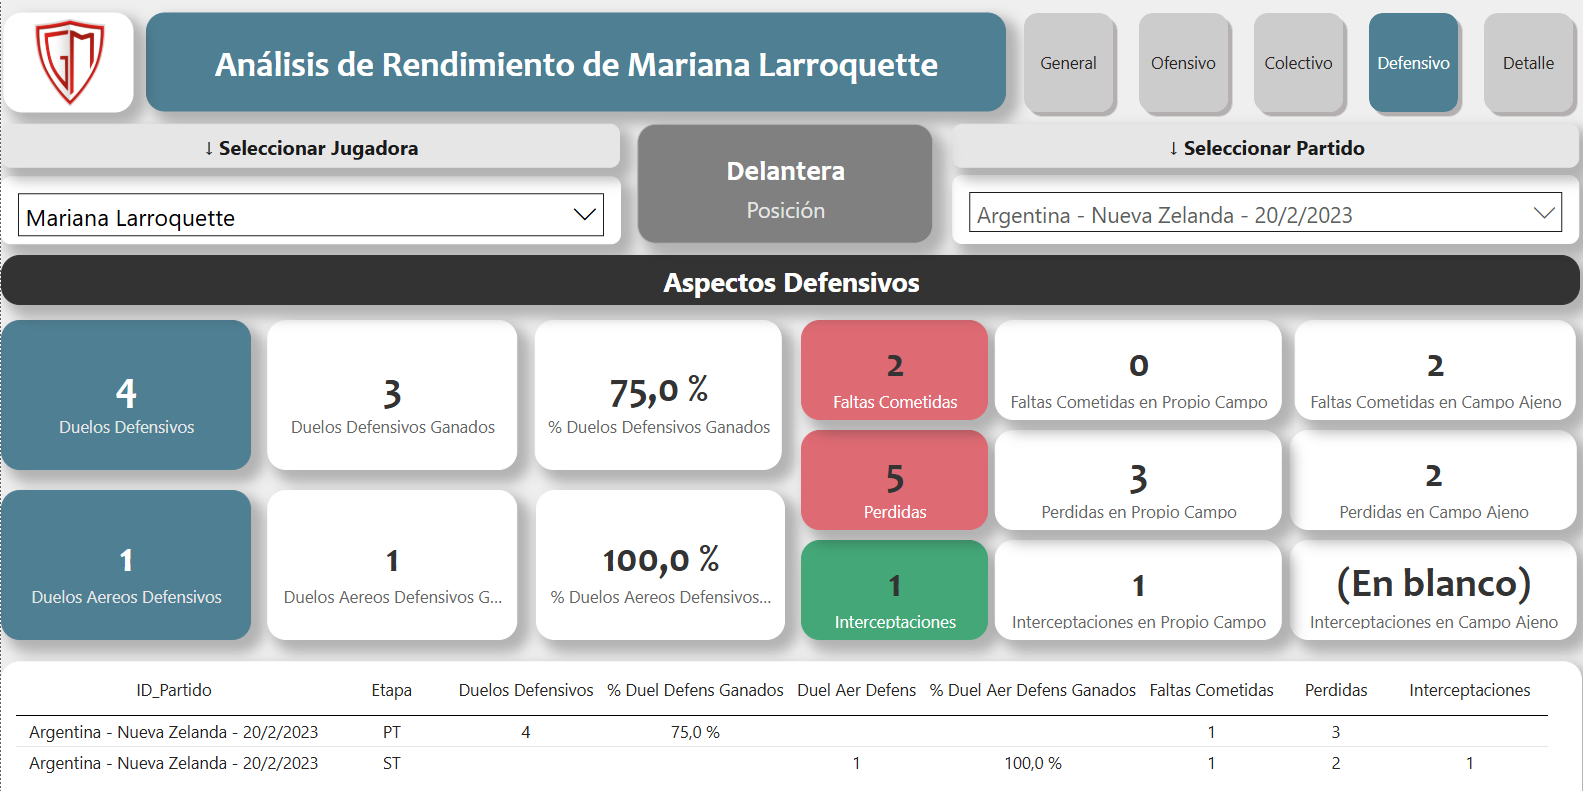 GM
Análisis de Rendimiento de Mariana Larroquette
General
Ofensivo
Colectivo
Defensivo
Detalle
↓ Seleccionar Jugadora
Mariana Larroquette
Delantera
Posición
↓ Seleccionar Partido
Argentina - Nueva Zelanda - 20/2/2023
Aspectos Defensivos
4
Duelos Defensivos
3
Duelos Defensivos Ganados
75,0 %
% Duelos Defensivos Ganados
1
Duelos Aereos Defensivos
1
Duelos Aereos Defensivos G...
100,0 %
% Duelos Aereos Defensivos...
2
Faltas Cometidas
0
Faltas Cometidas en Propio Campo
2
Faltas Cometidas en Campo Ajeno
5
Perdidas
3
Perdidas en Propio Campo
2
Perdidas en Campo Ajeno
1
Interceptaciones
1
Interceptaciones en Propio Campo
(En blanco)
Interceptaciones en Campo Ajeno
ID_Partido Etapa Duelos Defensivos % Duel Defens Ganados Duel Aer Defens % Duel Aer Defens Ganados Faltas Cometidas Perdidas Interceptaciones
Argentina - Nueva Zelanda - 20/2/2023 PT 4 75,0 % 1 3
Argentina - Nueva Zelanda - 20/2/2023 ST 1 100,0 % 1 2 1